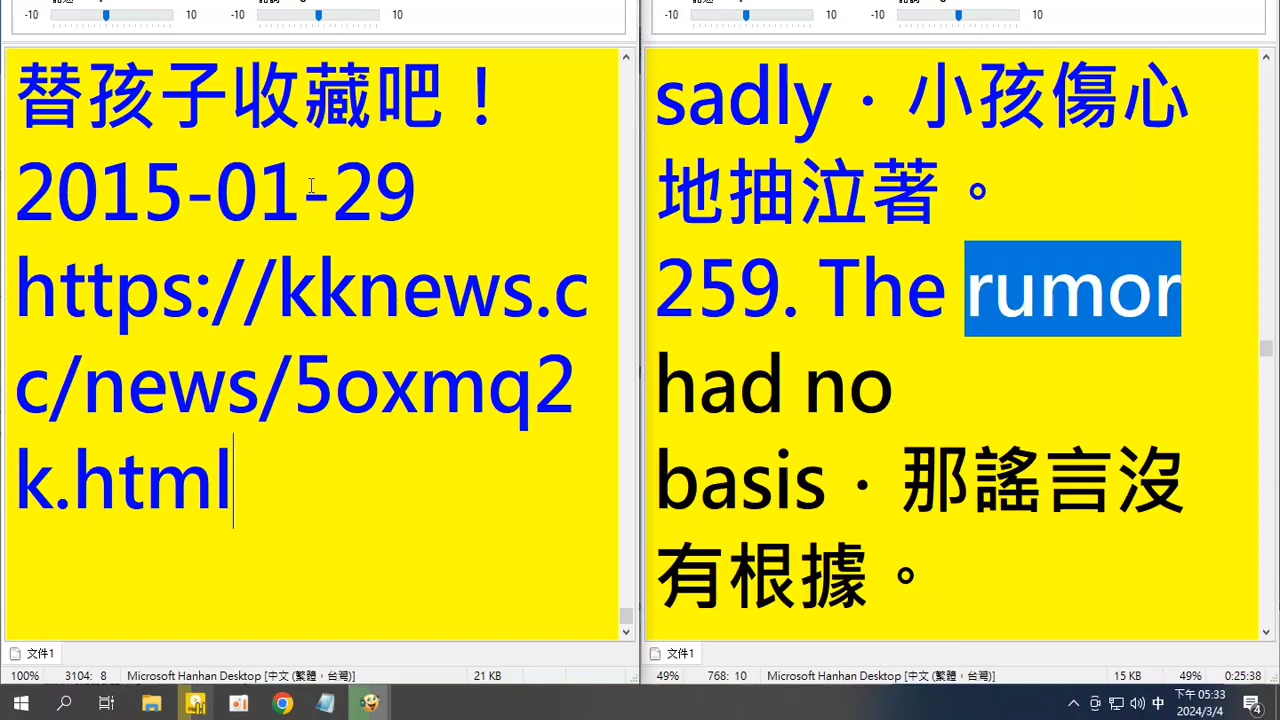 -10 10 -10 10
替孩子收藏吧！
2015-01-29
https://kknews.c
c/news/5oxmq2
k.html
文件1
100% 3104: 8 Microsoft Hanhan Desktop [中文 (繁體，台灣)] 21 KB
-10 10 -10 10
sadly．小孩傷心
地抽泣著。
259. The rumor
had no
basis．那謠言沒
有根據。
文件1
49% 768: 10 Microsoft Hanhan Desktop [中文 (繁體，台灣)] 15 KB 49% 0:25:38
中 下午 05:33
2024/3/4
4